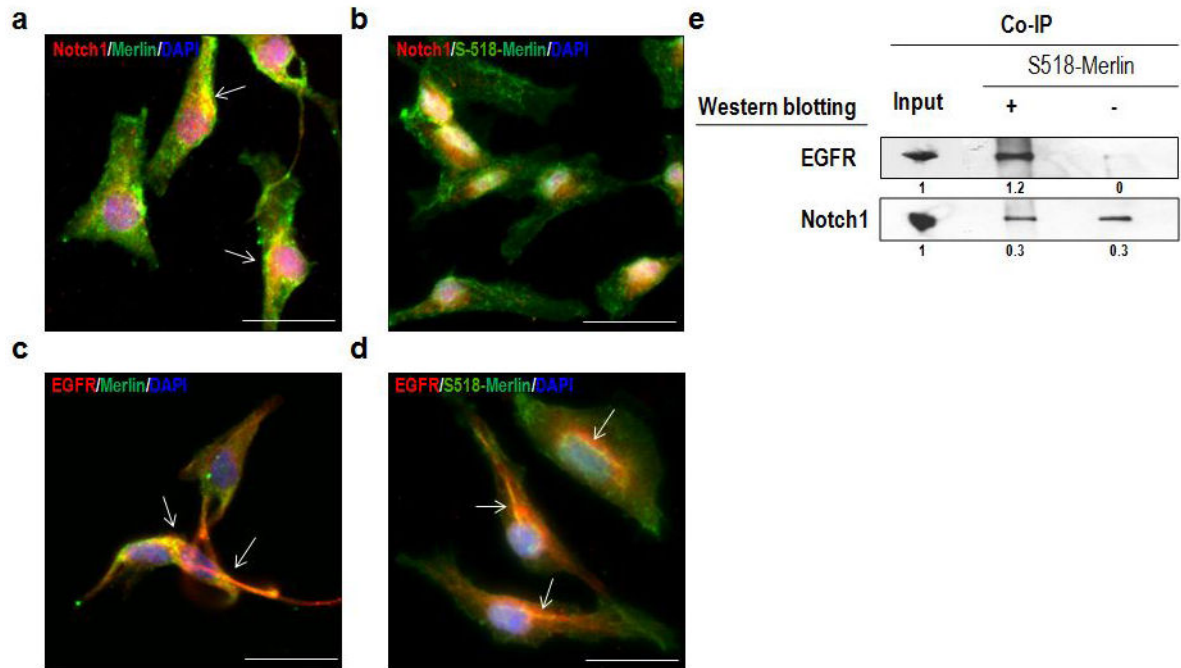 a
Notch1/Merlin/DAPI
b
Notch1/S-518-Merlin/DAPI
c
EGFR/Merlin/DAPI
d
EGFR/S518-Merlin/DAPI
e
Co-IP
S518-Merlin
Western blotting Input + -
EGFR
1 1.2 0
Notch1
1 0.3 0.3